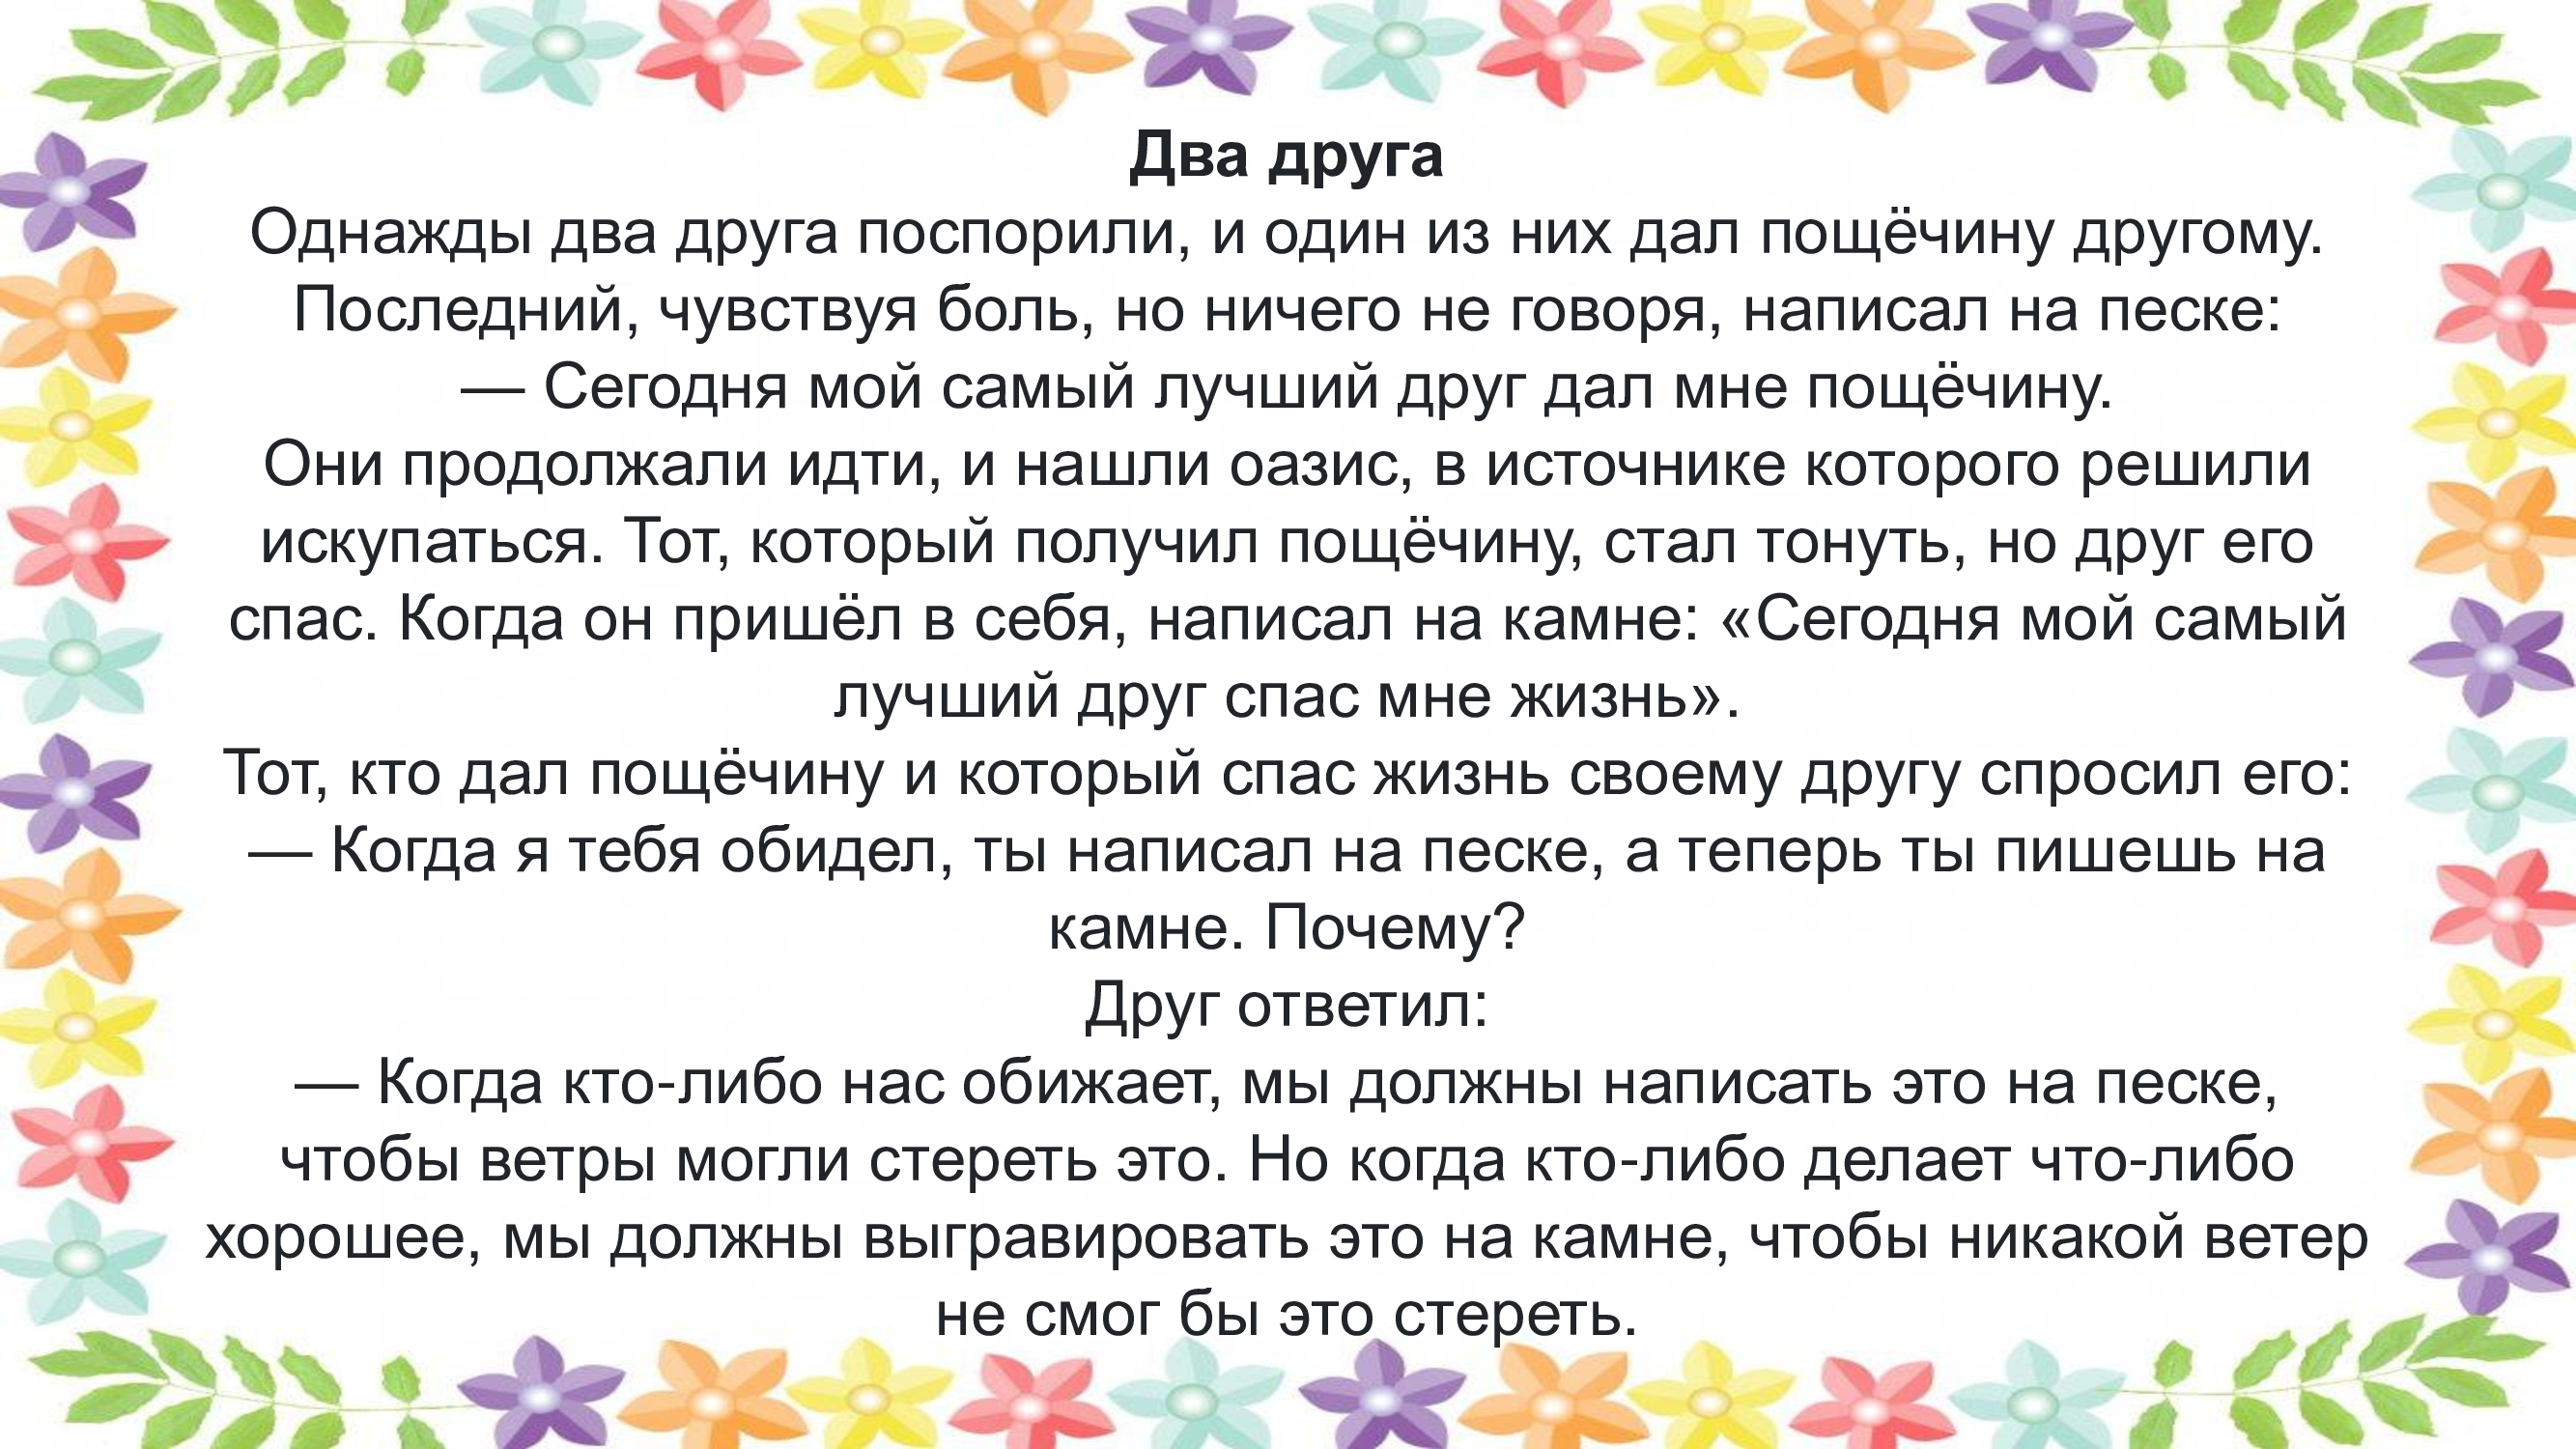 Два друга
Однажды два друга поспорили, и один из них дал пощёчину другому.
Последний, чувствуя боль, но ничего не говоря, написал на песке:
— Сегодня мой самый лучший друг дал мне пощёчину.
Они продолжали идти, и нашли оазис, в источнике которого решили
искупаться. Тот, который получил пощёчину, стал тонуть, но друг его
спас. Когда он пришёл в себя, написал на камне: «Сегодня мой самый
лучший друг спас мне жизнь».
Тот, кто дал пощёчину и который спас жизнь своему другу спросил его:
— Когда я тебя обидел, ты написал на песке, а теперь ты пишешь на
камне. Почему?
Друг ответил:
— Когда кто-либо нас обижает, мы должны написать это на песке,
чтобы ветры могли стереть это. Но когда кто-либо делает что-либо
хорошее, мы должны выгравировать это на камне, чтобы никакой ветер
не смог бы это стереть.